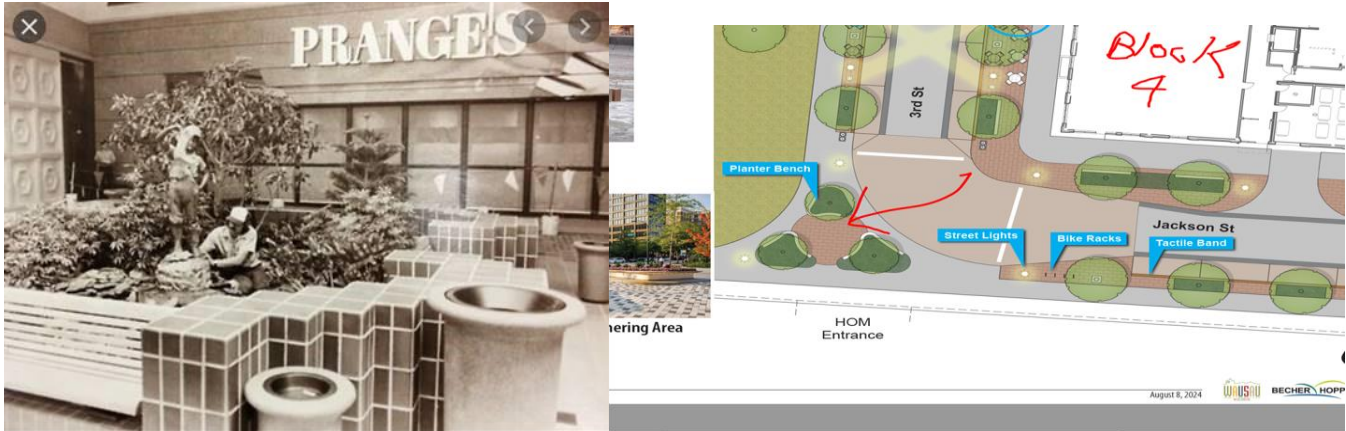 PRANGE'S
Block
4
3rd St
Planter Bench
Jackson St
Street Lights
Bike Racks
Tactile Band
hering Area
HOM
Entrance
August 8, 2024
WAUSAU
BECHER HOPP